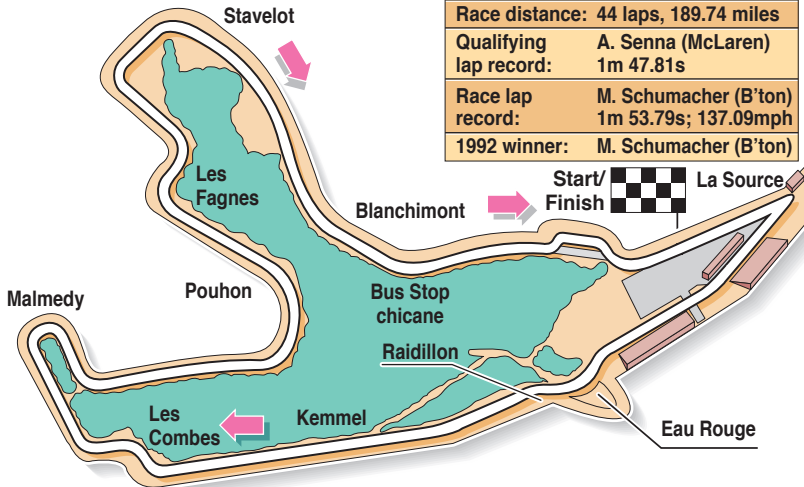 Stavelot
Race distance: 44 laps, 189.74 miles
Qualifying lap record: A. Senna (McLaren)
1m 47.81s
Race lap record: M. Schumacher (B'ton)
1m 53.79s; 137.09mph
1992 winner: M. Schumacher (B'ton)
Les
Fagnes
Start/
Finish
La Source
Blanchimont
Malmedy
Pouhon
Bus Stop
chicane
Raidillon
Les
Combes
Kemmel
Eau Rouge